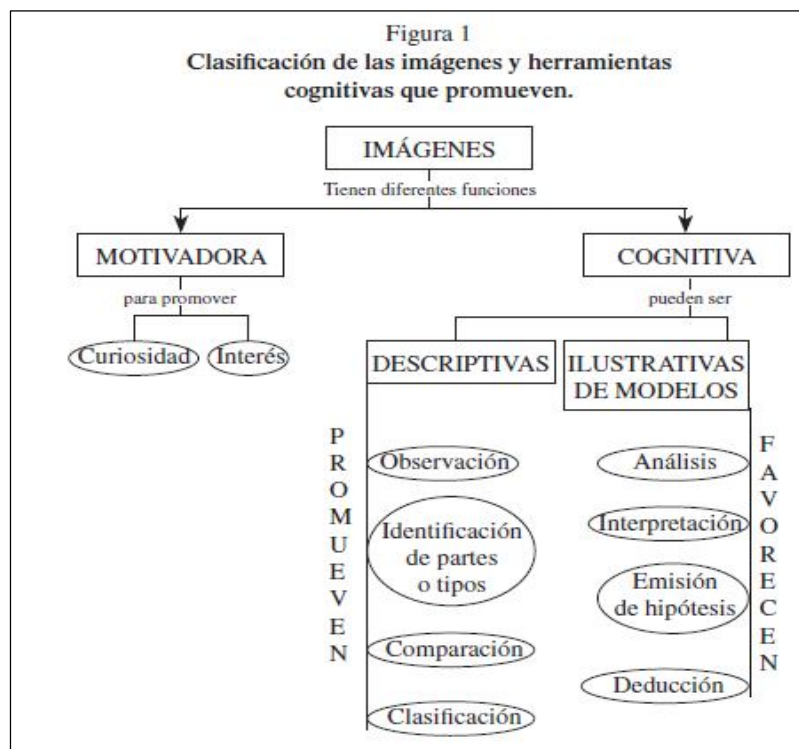 Figura 1
Clasificación de las imágenes y herramientas
cognitivas que promueven.
IMÁGENES
Tienen diferentes funciones
MOTIVADORA
COGNITIVA
para promover
pueden ser
Curiosidad
Interés
DESCRIPTIVAS
ILUSTRATIVAS
DE MODELOS
PROMUEVEN
Observación
Identificación
de partes
o tipos
Comparación
Clasificación
Análisis
Interpretación
Emisión
de hipótesis
Deducción
FAVORECEN